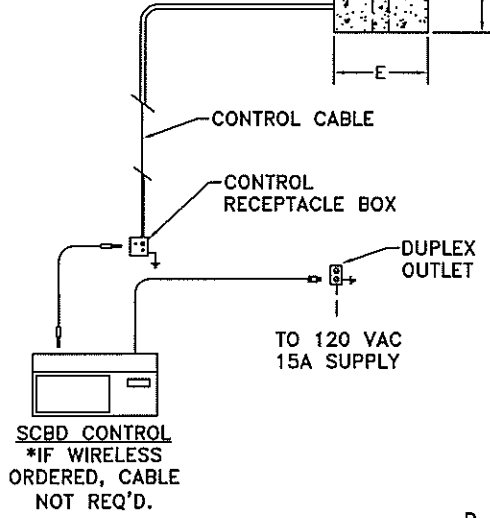 E
CONTROL CABLE
CONTROL
RECEPTACLE BOX
DUPLEX
OUTLET
TO 120 VAC
15A SUPPLY
SCBD CONTROL
*IF WIRELESS
ORDERED, CABLE
NOT REQ'D.